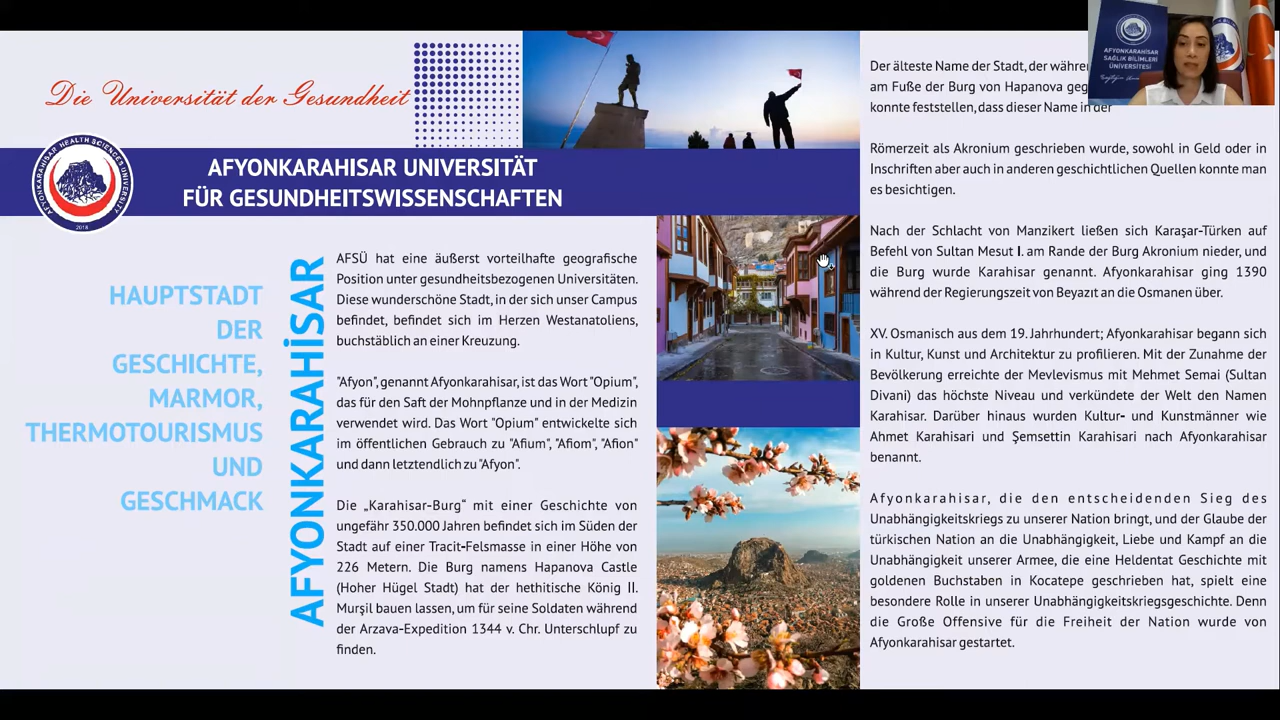 Die Universität der Gesundheit
AFYONKARAHISAR HEALTH SCIENCES UNIVERSITY
2018
AFYONKARAHISAR UNIVERSITÄT
FÜR GESUNDHEITSWISSENSCHAFTEN
HAUPTSTADT
DER
GESCHICHTE,
MARMOR,
THERMOTOURISMUS
UND
GESCHMACK
AFYONKARAHİSAR
AFSÜ hat eine äußerst vorteilhafte geografische
Position unter gesundheitsbezogenen Universitäten.
Diese wunderschöne Stadt, in der sich unser Campus
befindet, befindet sich im Herzen Westanatoliens,
buchstäblich an einer Kreuzung.
"Afyon", genannt Afyonkarahisar, ist das Wort "Opium",
das für den Saft der Mohnpflanze und in der Medizin
verwendet wird. Das Wort "Opium" entwickelte sich
im öffentlichen Gebrauch zu "Afium", "Afiom", "Afion"
und dann letztendlich zu "Afyon".
Die „Karahisar-Burg“ mit einer Geschichte von
ungefähr 350.000 Jahren befindet sich im Süden der
Stadt auf einer Tracit-Felsmasse in einer Höhe von
226 Metern. Die Burg namens Hapanova Castle
(Hoher Hügel Stadt) hat der hethitische König II.
Murşil bauen lassen, um für seine Soldaten während
der Arzava-Expedition 1344 v. Chr. Unterschlupf zu
finden.
Der älteste Name der Stadt, der währen
am Fuße der Burg von Hapanova geg
konnte feststellen, dass dieser Name in der
Römerzeit als Akronium geschrieben wurde, sowohl in Geld oder in
Inschriften aber auch in anderen geschichtlichen Quellen konnte man
es besichtigen.
Nach der Schlacht von Manzikert ließen sich Karaşar-Türken auf
Befehl von Sultan Mesut I. am Rande der Burg Akronium nieder, und
die Burg wurde Karahisar genannt. Afyonkarahisar ging 1390
während der Regierungszeit von Beyazıt an die Osmanen über.
XV. Osmanisch aus dem 19. Jahrhundert; Afyonkarahisar begann sich
in Kultur, Kunst und Architektur zu profilieren. Mit der Zunahme der
Bevölkerung erreichte der Mevlevismus mit Mehmet Semai (Sultan
Divani) das höchste Niveau und verkündete der Welt den Namen
Karahisar. Darüber hinaus wurden Kultur- und Kunstmänner wie
Ahmet Karahisari und Şemsettin Karahisari nach Afyonkarahisar
benannt.
Afyonkarahisar, die den entscheidenden Sieg des
Unabhängigkeitskriegs zu unserer Nation bringt, und der Glaube der
türkischen Nation an die Unabhängigkeit, Liebe und Kampf an die
Unabhängigkeit unserer Armee, die eine Heldentat Geschichte mit
goldenen Buchstaben in Kocatepe geschrieben hat, spielt eine
besondere Rolle in unserer Unabhängigkeitskriegsgeschichte. Denn
die Große Offensive für die Freiheit der Nation wurde von
Afyonkarahisar gestartet.
AFYONKARAHİSAR
SAĞLIK BİLİMLERİ
ÜNİVERSİTESİ